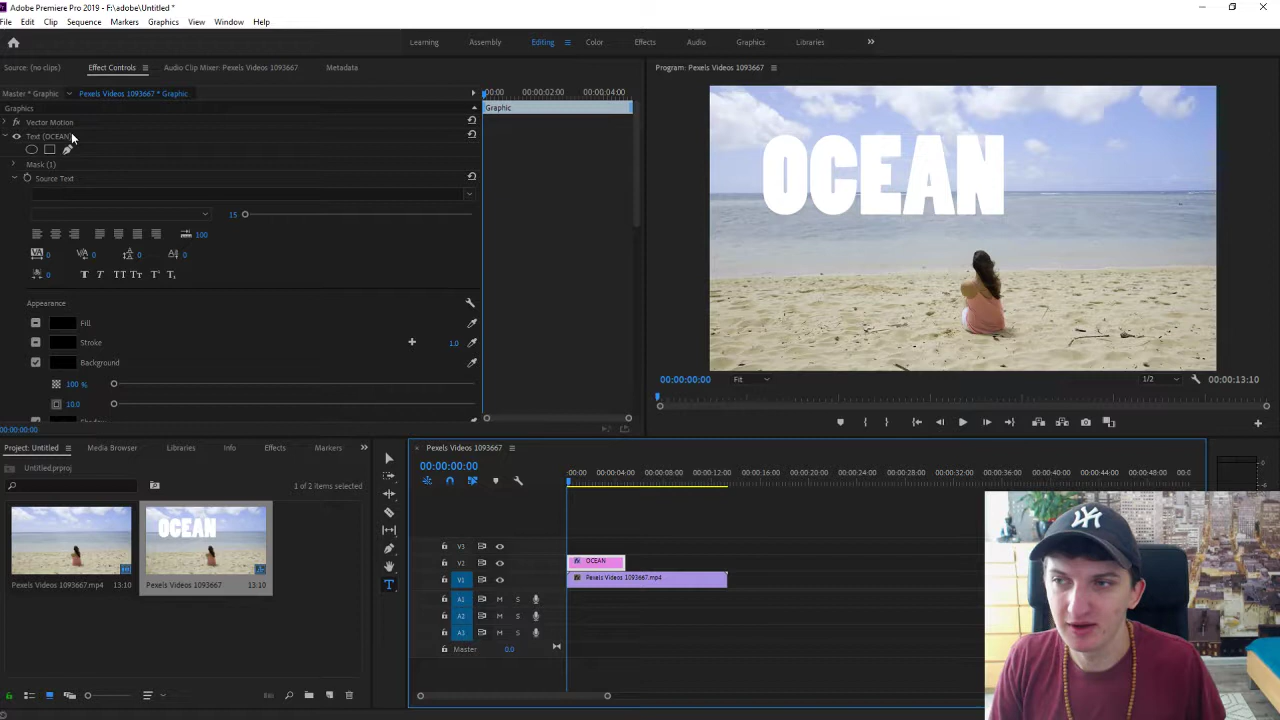 Adobe Premiere Pro 2019 - F:\adobe\Untitled *
File Edit Clip Sequence Markers Graphics View Window Help
Learning Assembly Editing Color Effects Audio Graphics Libraries
Source: (no clips) Effect Controls Audio Clip Mixer: Pexels Videos 1093667 Metadata
Program: Pexels Videos 1093667
Master * Graphic Pexels Videos 1093667 * Graphic
:00:00 00:00:02:00 00:00:04:00
Graphics
Graphic
Vector Motion
Text (OCEAN)
Mask (1)
Source Text
15
100
0 0 0 0
0 T T TT Tr
Appearance
Fill
Stroke 1.0
Background
100 %
10.0
00:00:00:00
OCEAN
00:00:00:00 Fit 1/2 00:00:13:10
Project: Untitled Media Browser Libraries Info Effects Markers
Untitled.prproj
1 of 2 items selected
OCEAN
Pexels Videos 1093667.mp4 13:10 Pexels Videos 1093667 13:10
T
Pexels Videos 1093667
00:00:00:00
:00:00 00:00:04:00 00:00:08:00 00:00:12:00 00:00:16:00 00:00:20:00 00:00:24:00 00:00:28:00 00:00:32:00 00:00:36:00 00:00:40:00 00:00:44:00 00:00:48:00
V3
V2 OCEAN
V1 Pexels Videos 1093667.mp4
A1 M S
A2 M S
A3 M S
Master 0.0
0
NY